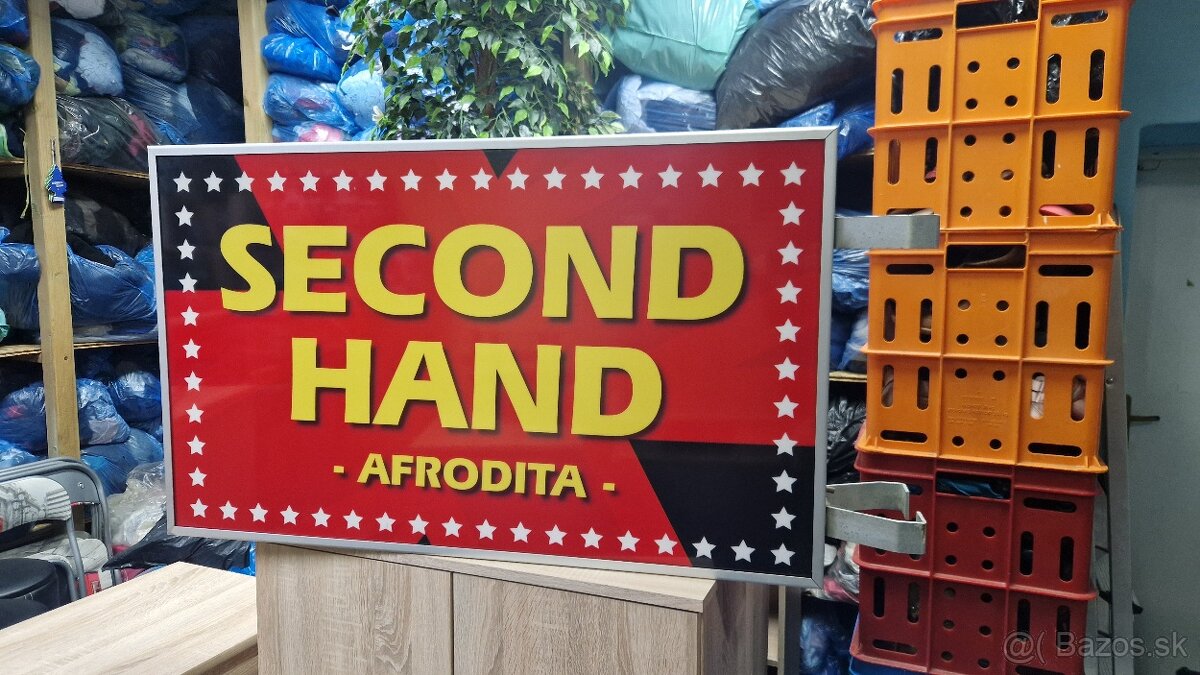 SECOND
HAND
- AFRODITA -
@( Bazos.sk